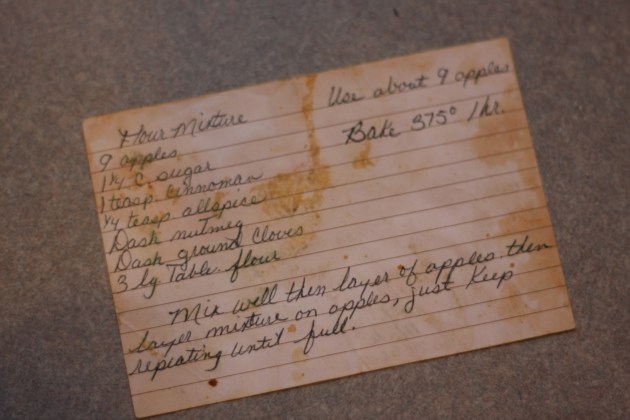 Flour Mixture
Use about 9 apples
Bake 375° 1 hr.
9 apples
1 1/4 C. sugar
1 teasp. cinnoman
1/4 teasp. allspice
Dash nutmeg
Dash ground Cloves
3 lg. Table. flour
Mix well then layer of apples then
layer mixture on apples, just Keep
repeating until full.